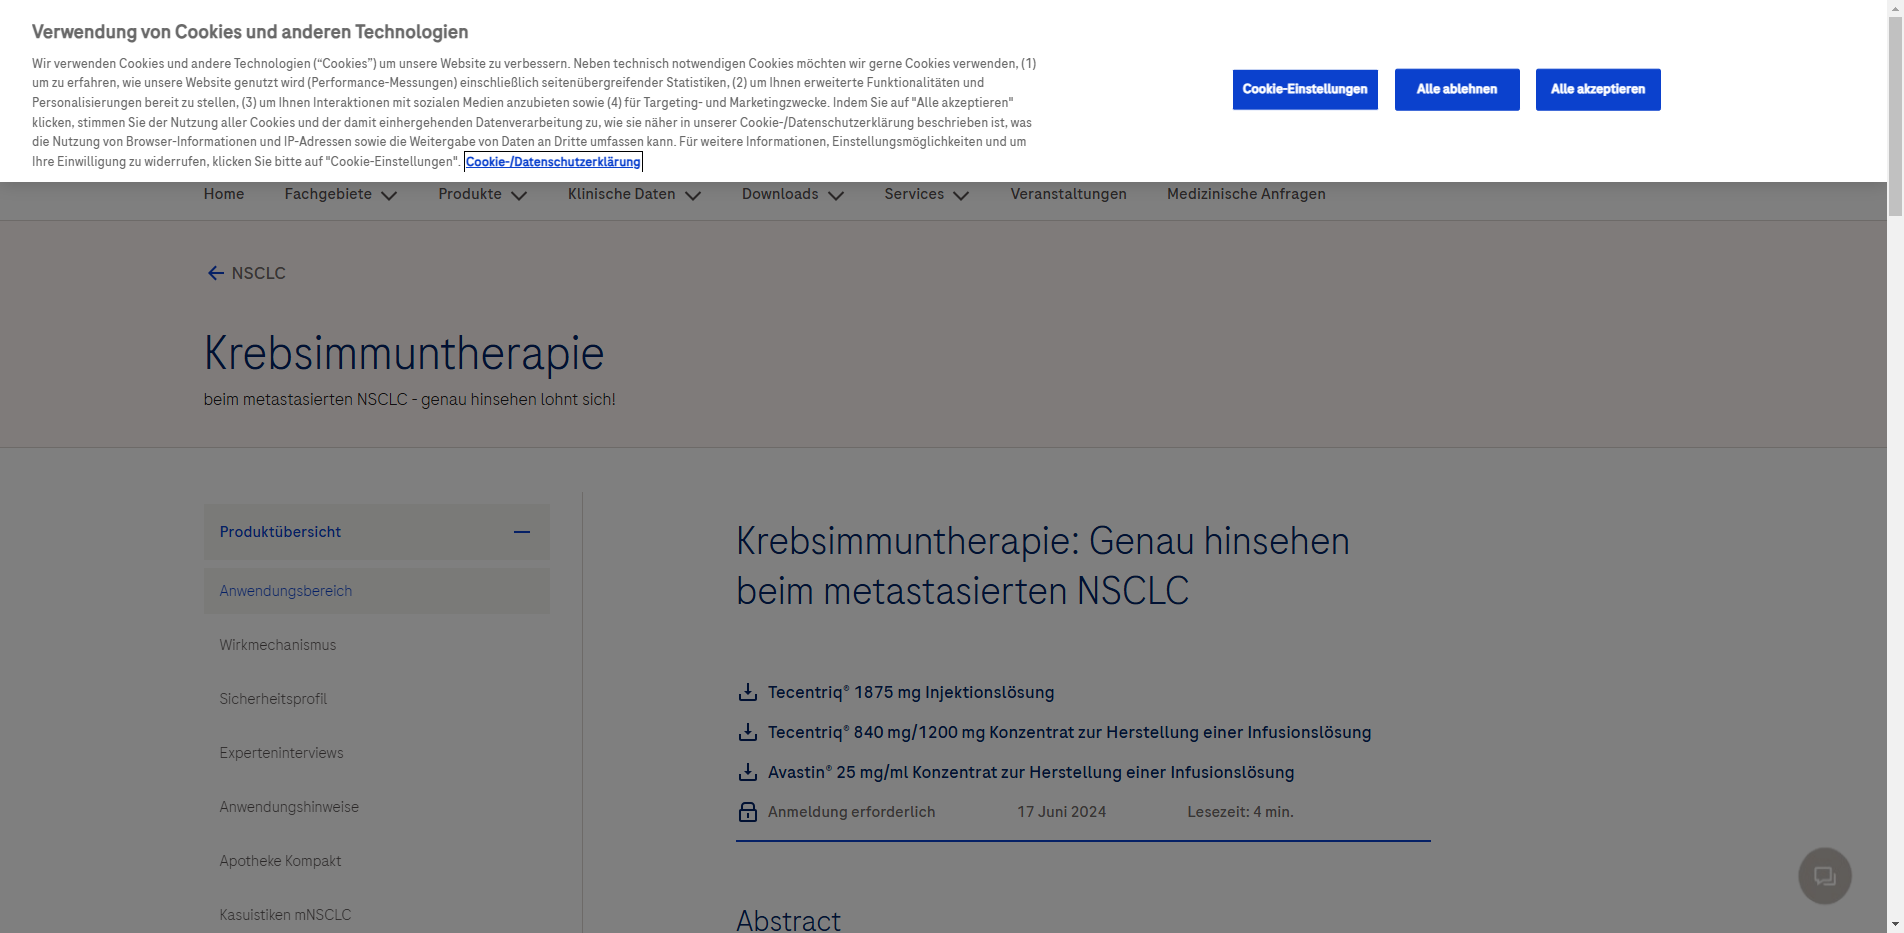 Verwendung von Cookies und anderen Technologien
Wir verwenden Cookies und andere Technologien (“Cookies”) um unsere Website zu verbessern. Neben technisch notwendigen Cookies möchten wir gerne Cookies verwenden, (1)
um zu erfahren, wie unsere Website genutzt wird (Performance-Messungen) einschließlich seitenübergreifender Statistiken, (2) um Ihnen erweiterte Funktionalitäten und
Personalisierungen bereit zu stellen, (3) um Ihnen Interaktionen mit sozialen Medien anzubieten sowie (4) für Targeting- und Marketingzwecke. Indem Sie auf "Alle akzeptieren"
klicken, stimmen Sie der Nutzung aller Cookies und der damit einhergehenden Datenverarbeitung zu, wie sie näher in unserer Cookie-/Datenschutzerklärung beschrieben ist, was
die Nutzung von Browser-Informationen und IP-Adressen sowie die Weitergabe von Daten an Dritte umfassen kann. Für weitere Informationen, Einstellungsmöglichkeiten und um
Ihre Einwilligung zu widerrufen, klicken Sie bitte auf "Cookie-Einstellungen". Cookie-/Datenschutzerklärung
Cookie-Einstellungen Alle ablehnen Alle akzeptieren
Home Fachgebiete Produkte Klinische Daten Downloads Services Veranstaltungen Medizinische Anfragen
NSCLC
Krebsimmuntherapie
beim metastasierten NSCLC - genau hinsehen lohnt sich!
Produktübersicht
Anwendungsbereich
Wirkmechanismus
Sicherheitsprofil
Experteninterviews
Anwendungshinweise
Apotheke Kompakt
Kasuistiken mNSCLC
Krebsimmuntherapie: Genau hinsehen
beim metastasierten NSCLC
Tecentriq® 1875 mg Injektionslösung
Tecentriq® 840 mg/1200 mg Konzentrat zur Herstellung einer Infusionslösung
Avastin® 25 mg/ml Konzentrat zur Herstellung einer Infusionslösung
Anmeldung erforderlich 17 Juni 2024 Lesezeit: 4 min.
Abstract